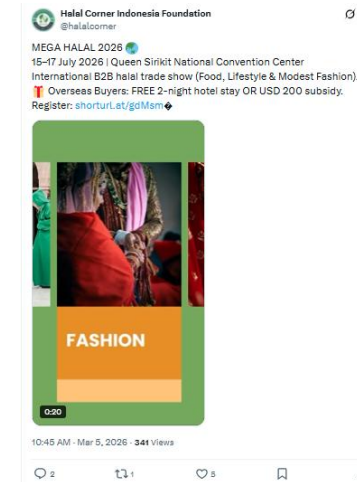 Halal Corner Indonesia Foundation
@halalcorner
MEGA HALAL 2026
15–17 July 2026 | Queen Sirikit National Convention Center
International B2B halal trade show (Food, Lifestyle & Modest Fashion).
Overseas Buyers: FREE 2-night hotel stay OR USD 200 subsidy.
Register: shorturl.at/gdMsm�
FASHION
0:20
10:45 AM · Mar 5, 2026 · 341 Views
2 1 5